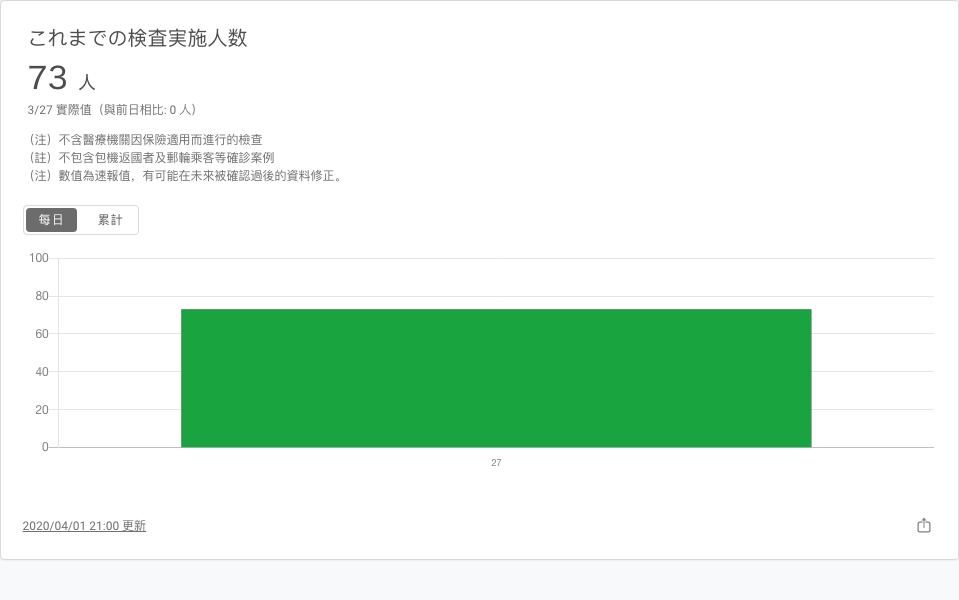 これまでの検査実施人数
73 人
3/27 實際值（與前日相比: 0 人）
（注）不含醫療機關因保險適用而進行的檢查
（註）不包含包機返國者及郵輪乘客等確診案例
（注）數值為速報值，有可能在未來被確認過後的資料修正。
每日 累計
100
80
60
40
20
0
27
2020/04/01 21:00 更新